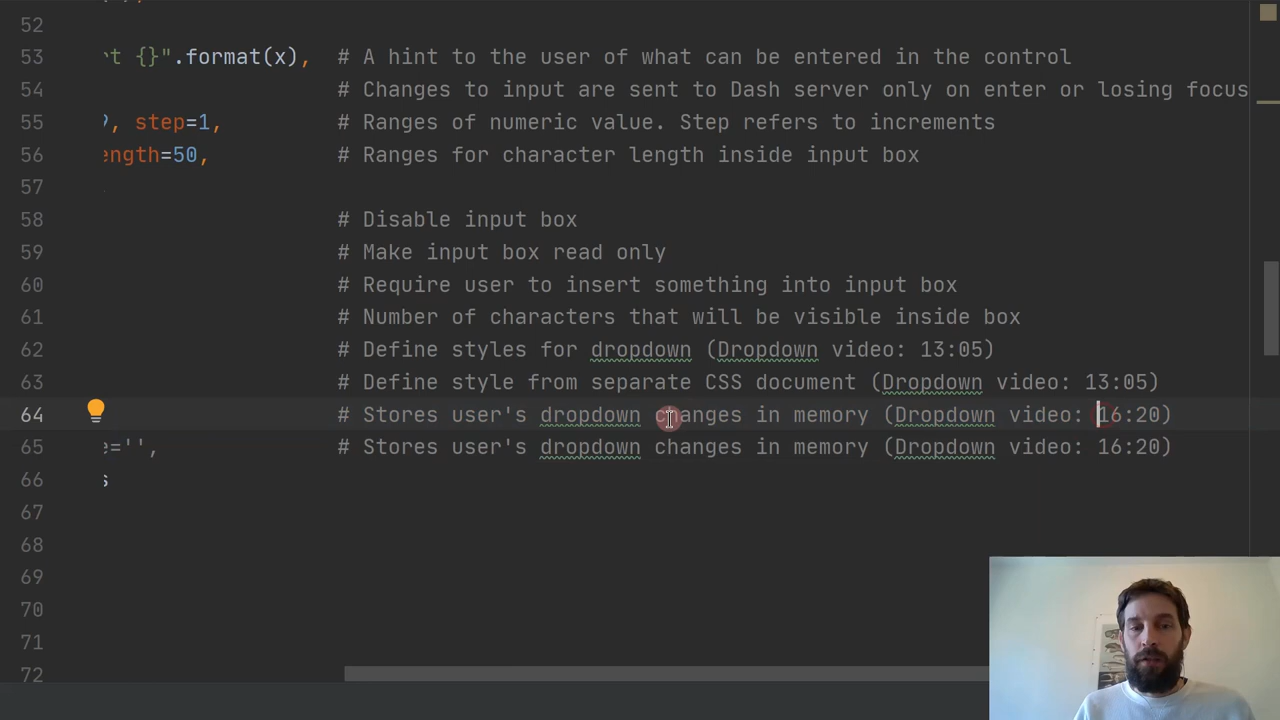 52
53 rt {}".format(x), # A hint to the user of what can be entered in the control
54 # Changes to input are sent to Dash server only on enter or losing focus
55 , step=1, # Ranges of numeric value. Step refers to increments
56 ength=50, # Ranges for character length inside input box
57
58 # Disable input box
59 # Make input box read only
60 # Require user to insert something into input box
61 # Number of characters that will be visible inside box
62 # Define styles for dropdown (Dropdown video: 13:05)
63 # Define style from separate CSS document (Dropdown video: 13:05)
64 # Stores user's dropdown changes in memory (Dropdown video: 16:20)
65 e='', # Stores user's dropdown changes in memory (Dropdown video: 16:20)
66 s
67
68
69
70
71
72